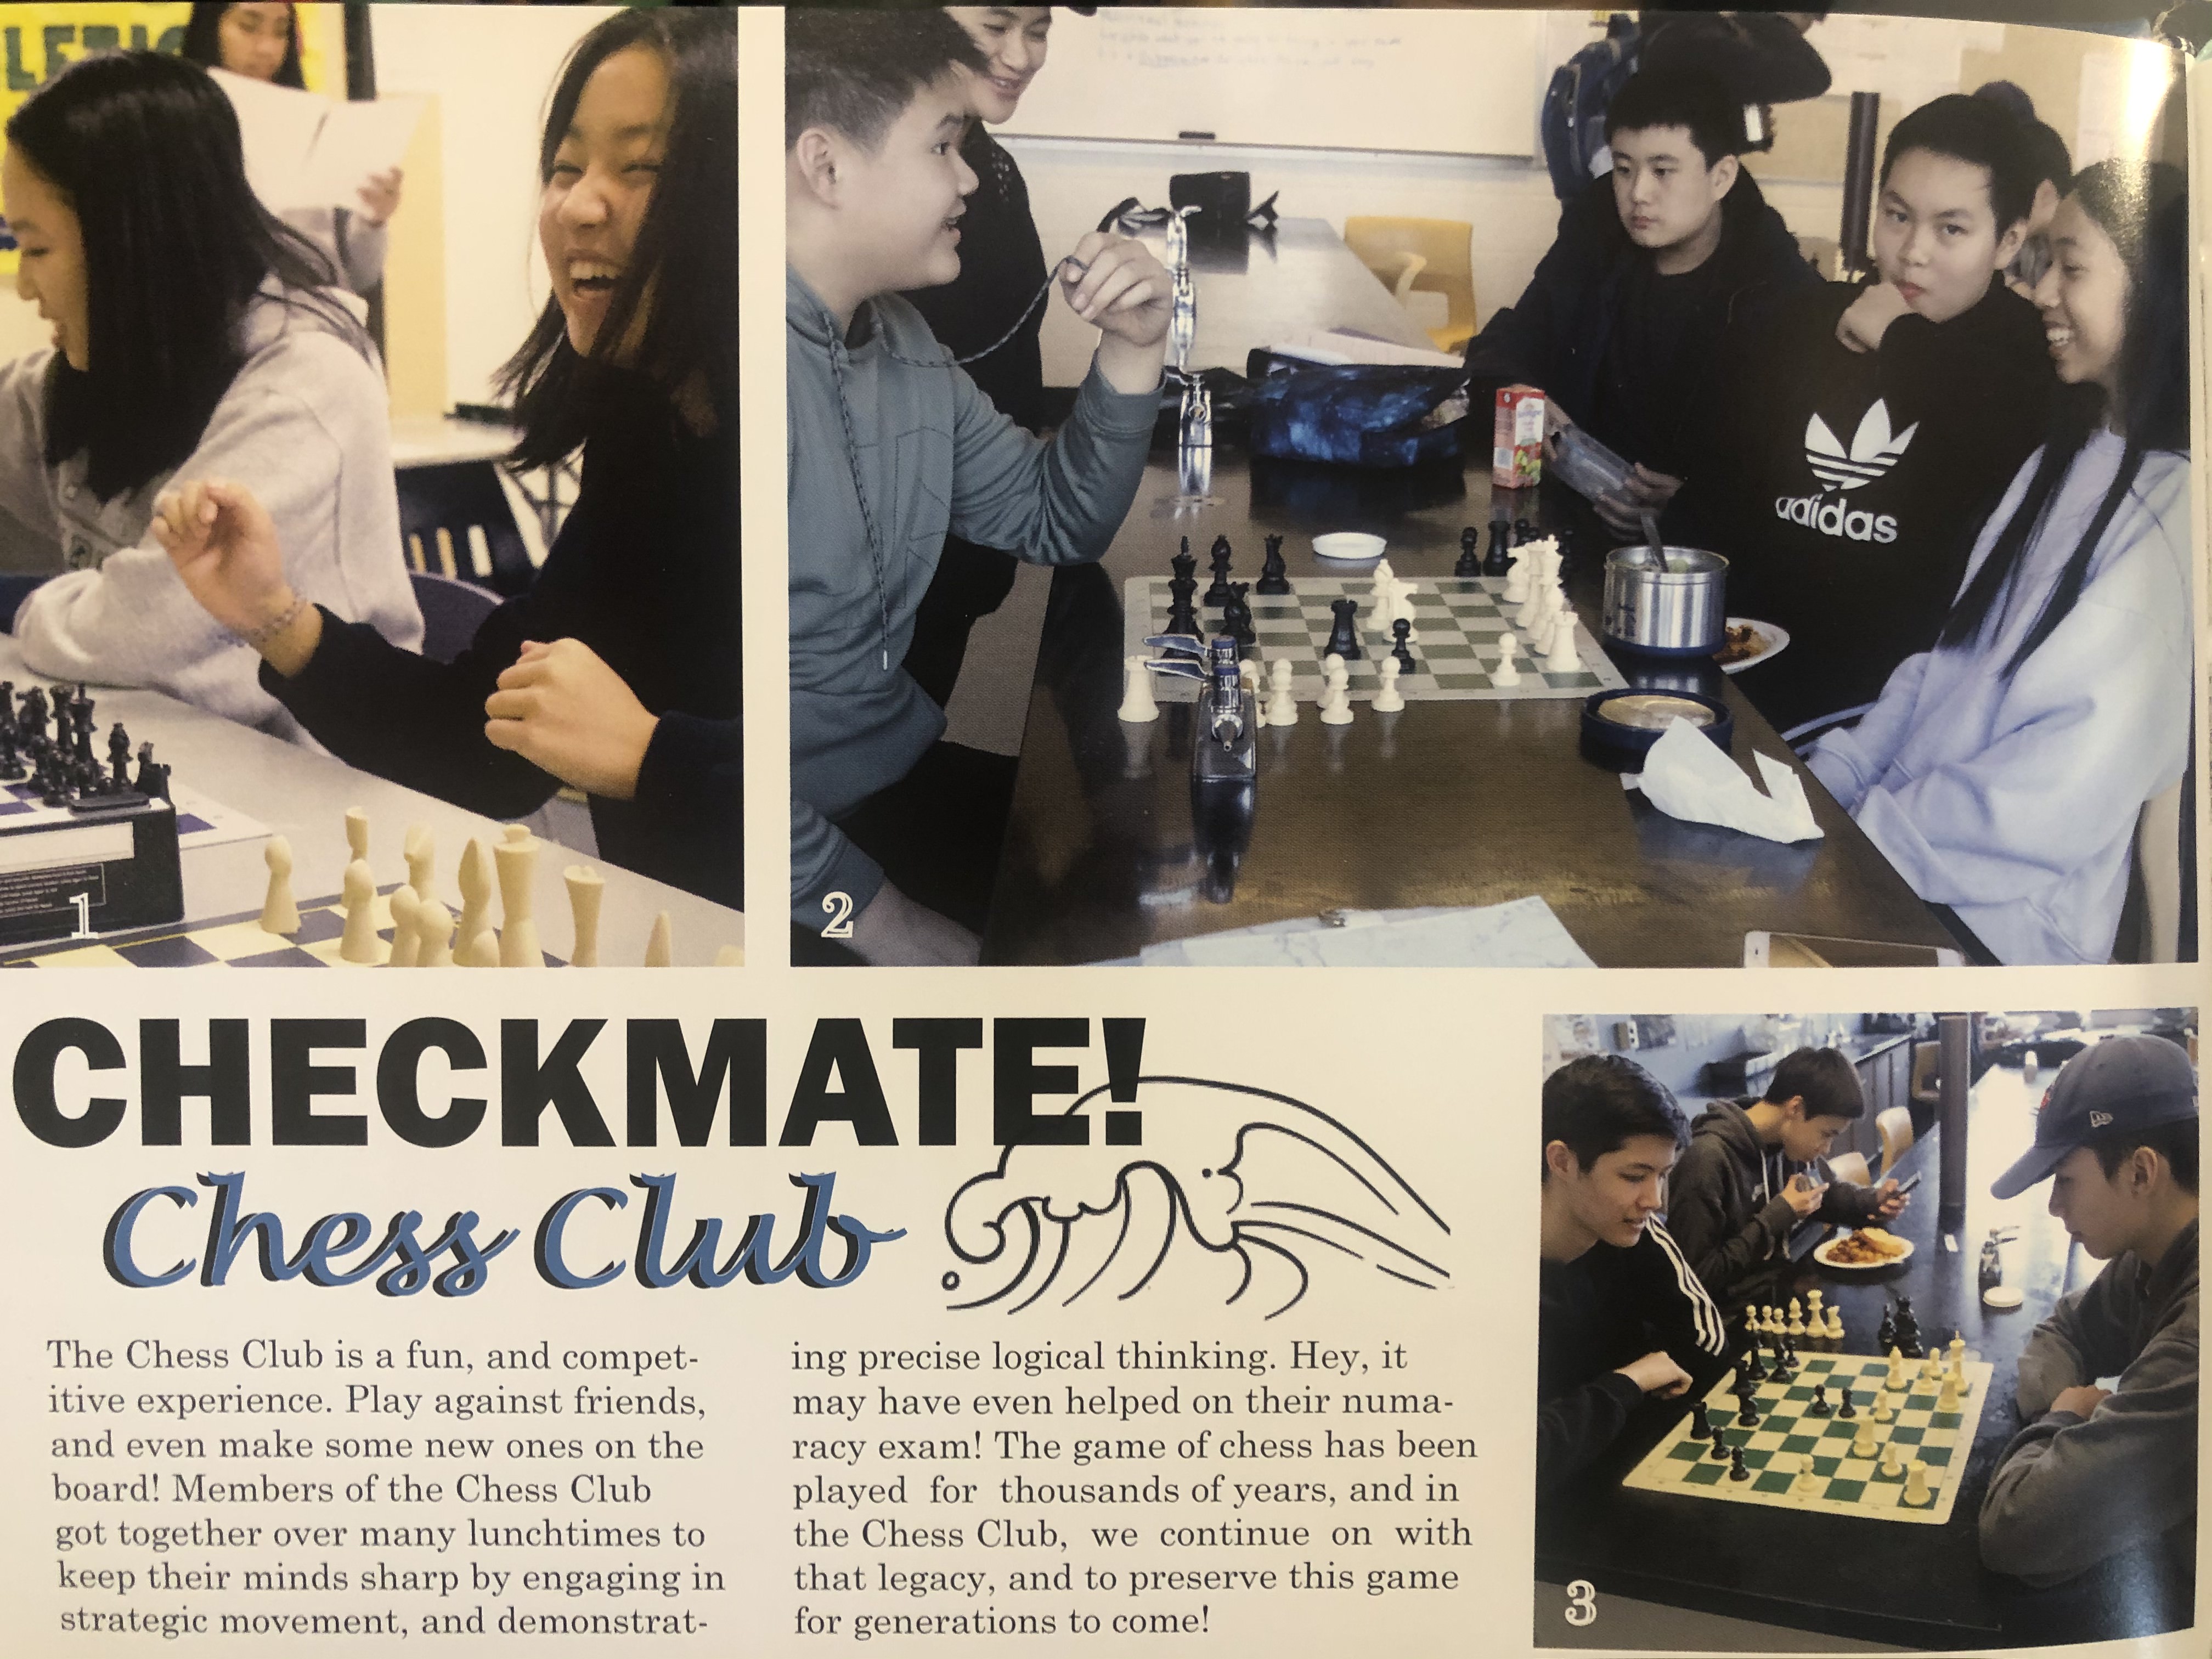 LETIC
1
2
adidas
CHECKMATE!
Chess Club
The Chess Club is a fun, and compet-
itive experience. Play against friends,
and even make some new ones on the
board! Members of the Chess Club
got together over many lunchtimes to
keep their minds sharp by engaging in
strategic movement, and demonstrat-
ing precise logical thinking. Hey, it
may have even helped on their numa-
racy exam! The game of chess has been
played for thousands of years, and in
the Chess Club, we continue on with
that legacy, and to preserve this game
for generations to come!
3